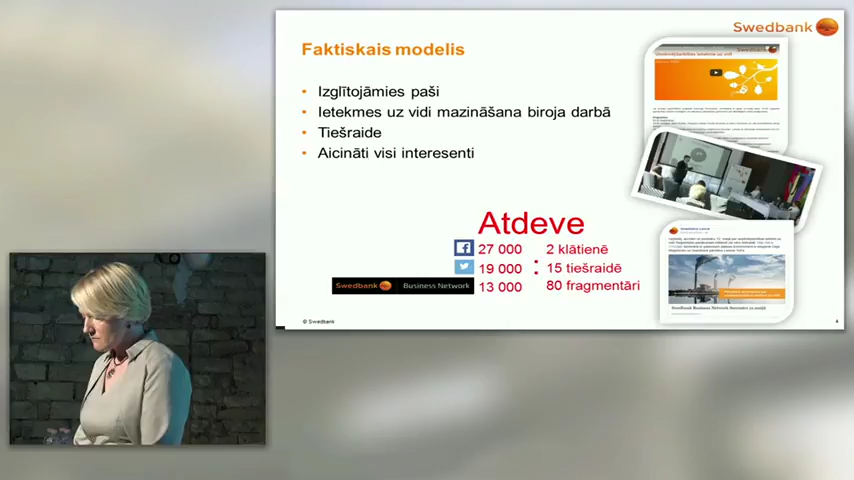 Swedbank
Faktiskais modelis
• Izglītojāmies paši
• Ietekmes uz vidi mazināšana biroja darbā
• Tiešraide
• Aicināti visi interesenti
Atdeve
27 000 : 2 klātienē
19 000 15 tiešraidē
13 000 80 fragmentāri
Swedbank Business Network
© Swedbank
4